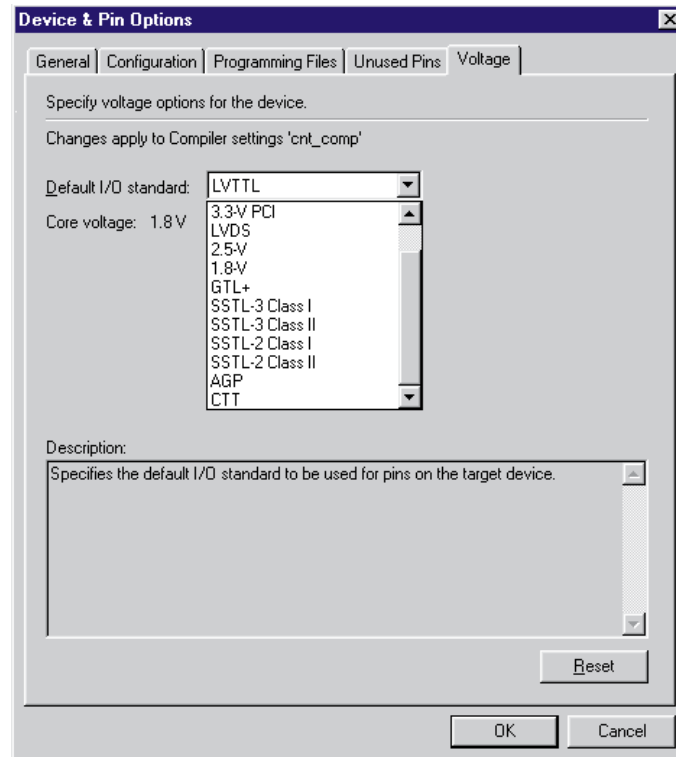 Device & Pin Options
General Configuration Programming Files Unused Pins Voltage
Specify voltage options for the device.
Changes apply to Compiler settings 'cnt_comp'
Default I/O standard: LVTTL
Core voltage: 1.8 V
3.3-V PCI
LVDS
2.5-V
1.8-V
GTL+
SSTL-3 Class I
SSTL-3 Class II
SSTL-2 Class I
SSTL-2 Class II
AGP
CTT
Description:
Specifies the default I/O standard to be used for pins on the target device.
Reset
OK Cancel